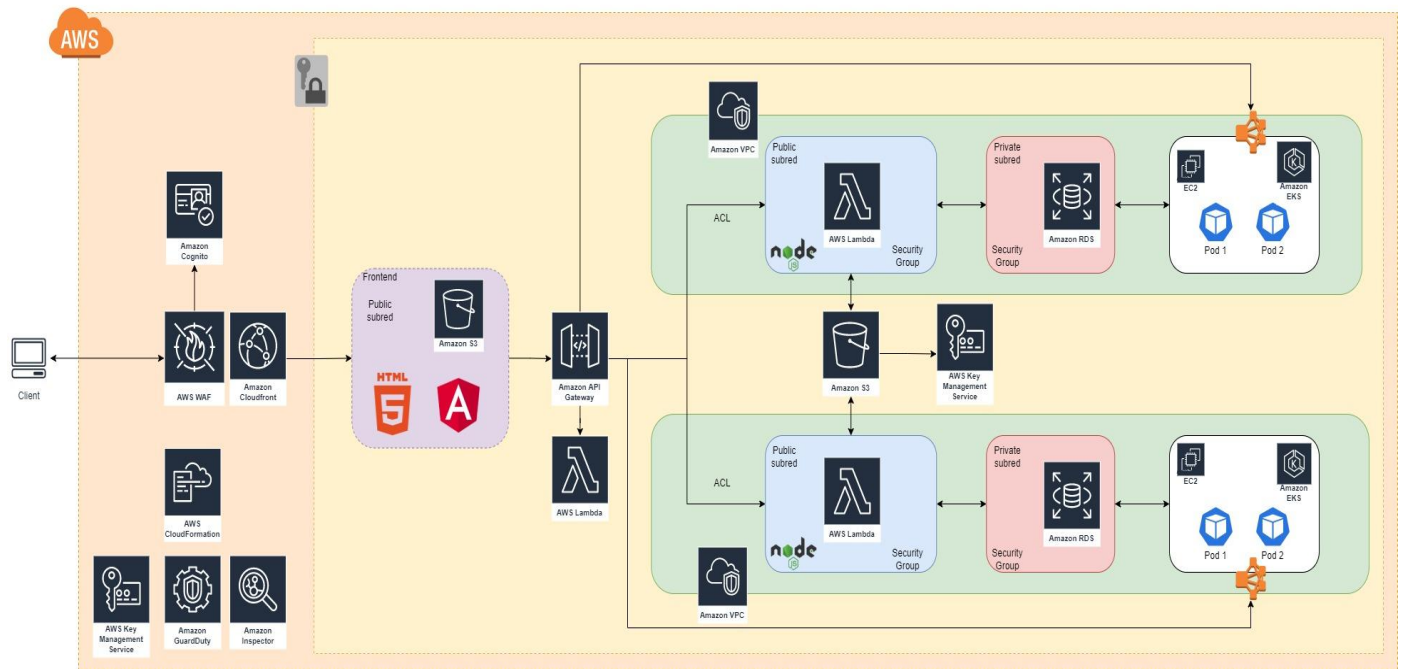 AWS
Amazon VPC
Public
subred
AWS Lambda
node
JS
Security
Group
Private
subred
Amazon RDS
Security
Group
EC2
Amazon
EKS
Pod 1
Pod 2
ACL
Amazon
Cognito
Client
AWS WAF
Amazon
Cloudfront
Frontend
Public
subred
Amazon S3
HTML
5
A
Amazon API
Gateway
AWS Lambda
Amazon S3
AWS Key
Management
Service
ACL
Public
subred
AWS Lambda
node
JS
Security
Group
Private
subred
Amazon RDS
Security
Group
EC2
Amazon
EKS
Pod 1
Pod 2
Amazon VPC
AWS
CloudFormation
AWS Key
Management
Service
Amazon
GuardDuty
Amazon
Inspector